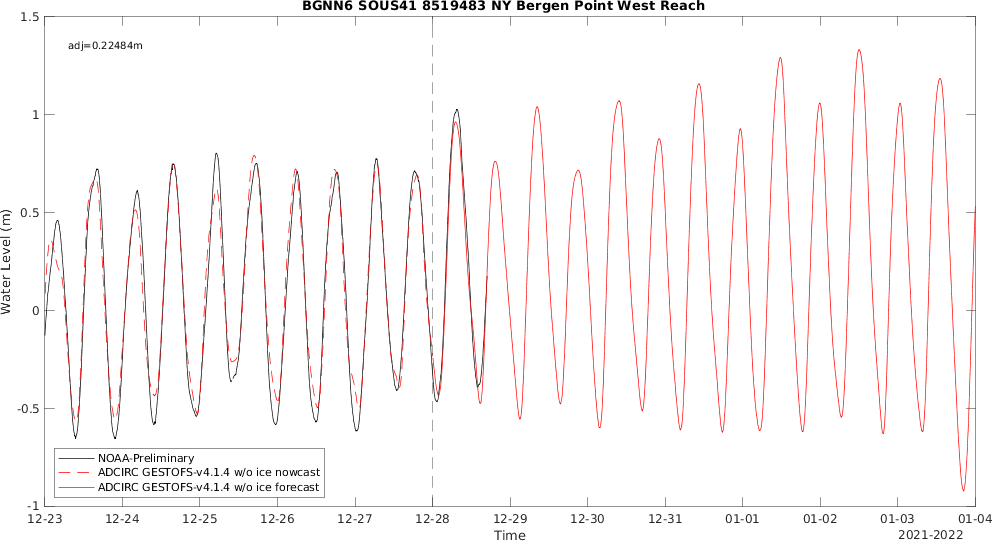 BGNN6 SOUS41 8519483 NY Bergen Point West Reach
1.5
adj=0.22484m
1
0.5
Water Level (m)
0
-0.5
NOAA-Preliminary
ADCIRC GESTOFS-v4.1.4 w/o ice nowcast
ADCIRC GESTOFS-v4.1.4 w/o ice forecast
-1
12-23 12-24 12-25 12-26 12-27 12-28 12-29 12-30 12-31 01-01 01-02 01-03 01-04
Time
2021-2022